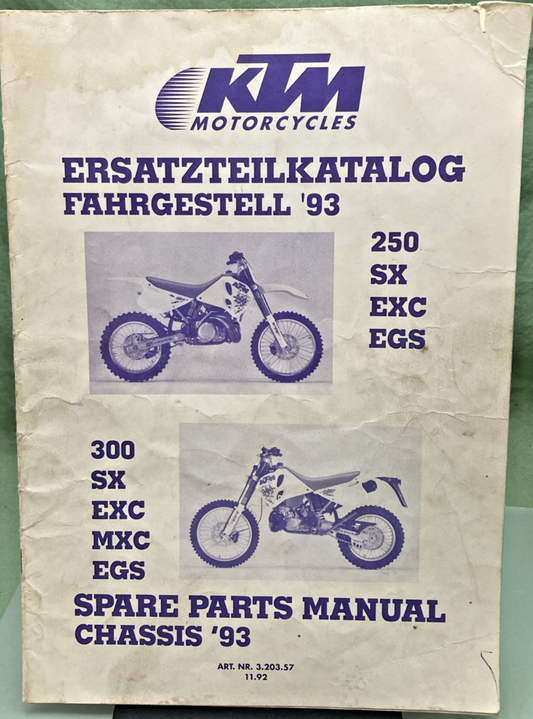 KTM
MOTORCYCLES
ERSATZTEILKATALOG
FAHRGESTELL '93
250
SX
EXC
EGS
300
SX
EXC
MXC
EGS
KTM
SPARE PARTS MANUAL
CHASSIS '93
ART. NR. 3.203.57
11.92